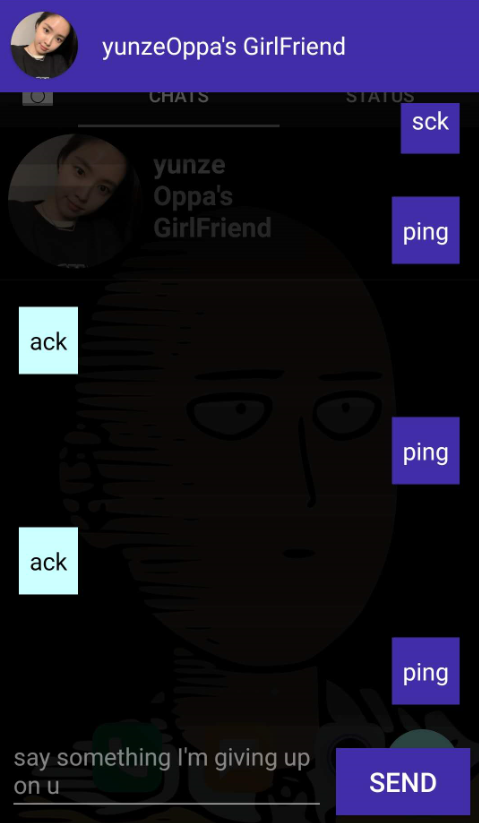 yunzeOppa's GirlFriend
CHATS STATUS
sck
yunze
Oppa's
GirlFriend
ping
ack
ping
ack
ping
say something I'm giving up
on u
SEND